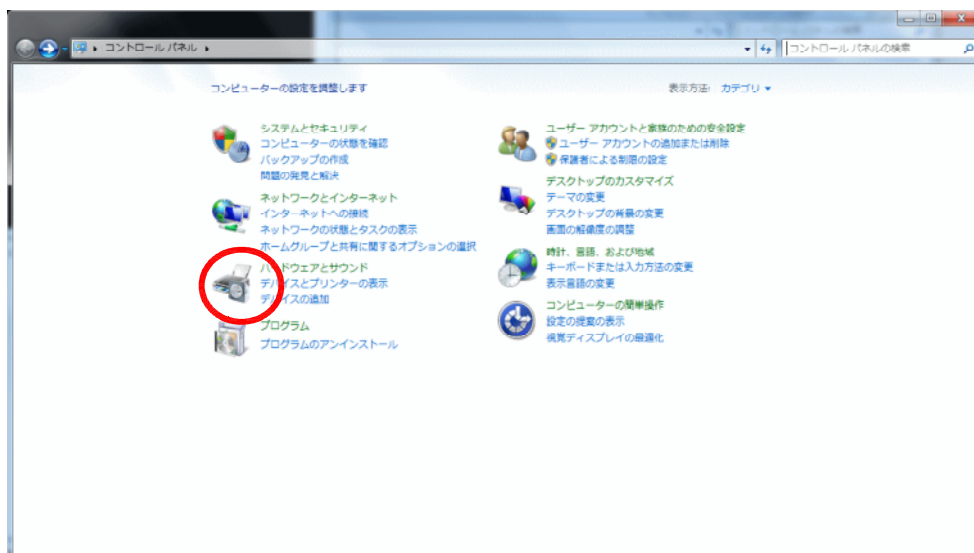 コントロール パネル
コントロール パネルの検索
コンピューターの設定を調整します
表示方法: カテゴリ
システムとセキュリティ
コンピューターの状態を確認
バックアップの作成
問題の発見と解決
ネットワークとインターネット
インターネットへの接続
ネットワークの状態とタスクの表示
ホームグループと共有に関するオプションの選択
ハードウェアとサウンド
デバイスとプリンターの表示
デバイスの追加
プログラム
プログラムのアンインストール
ユーザー アカウントと家族のための安全設定
ユーザー アカウントの追加または削除
保護者による制限の設定
デスクトップのカスタマイズ
テーマの変更
デスクトップの背景の変更
画面の解像度の調整
時計、言語、および地域
キーボードまたは入力方法の変更
表示言語の変更
コンピューターの簡単操作
設定の提案の表示
視覚ディスプレイの最適化